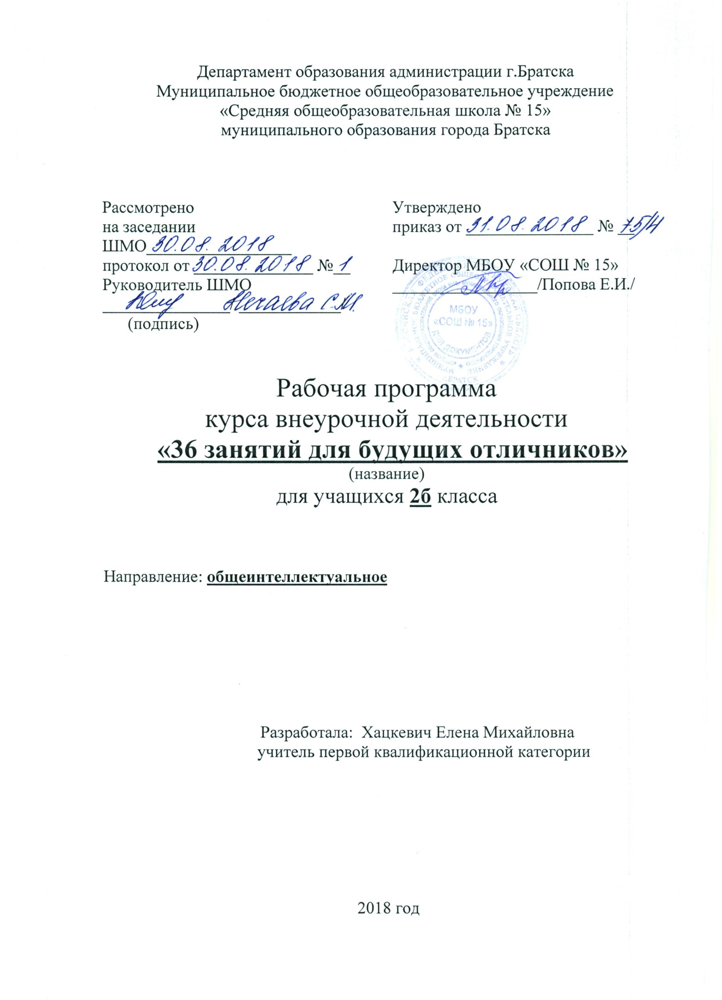 Департамент образования администрации г.Братска
Муниципальное бюджетное общеобразовательное учреждение
«Средняя общеобразовательная школа № 15»
муниципального образования города Братска
Рассмотрено
на заседании
ШМО 30.08.2018
протокол от 30.08.2018 № 1
Руководитель ШМО
Нечаева С.М.
(подпись)
Утверждено
приказ от 31.08.2018 № 75/4
Директор МБОУ «СОШ № 15»
/Попова Е.И./
МБОУ
«СОШ № 15»
ДЛЯ ДОКУМЕНТОВ
Рабочая программа
курса внеурочной деятельности
«36 занятий для будущих отличников»
(название)
для учащихся 2б класса
Направление: общеинтеллектуальное
Разработала: Хацкевич Елена Михайловна
учитель первой квалификационной категории
2018 год